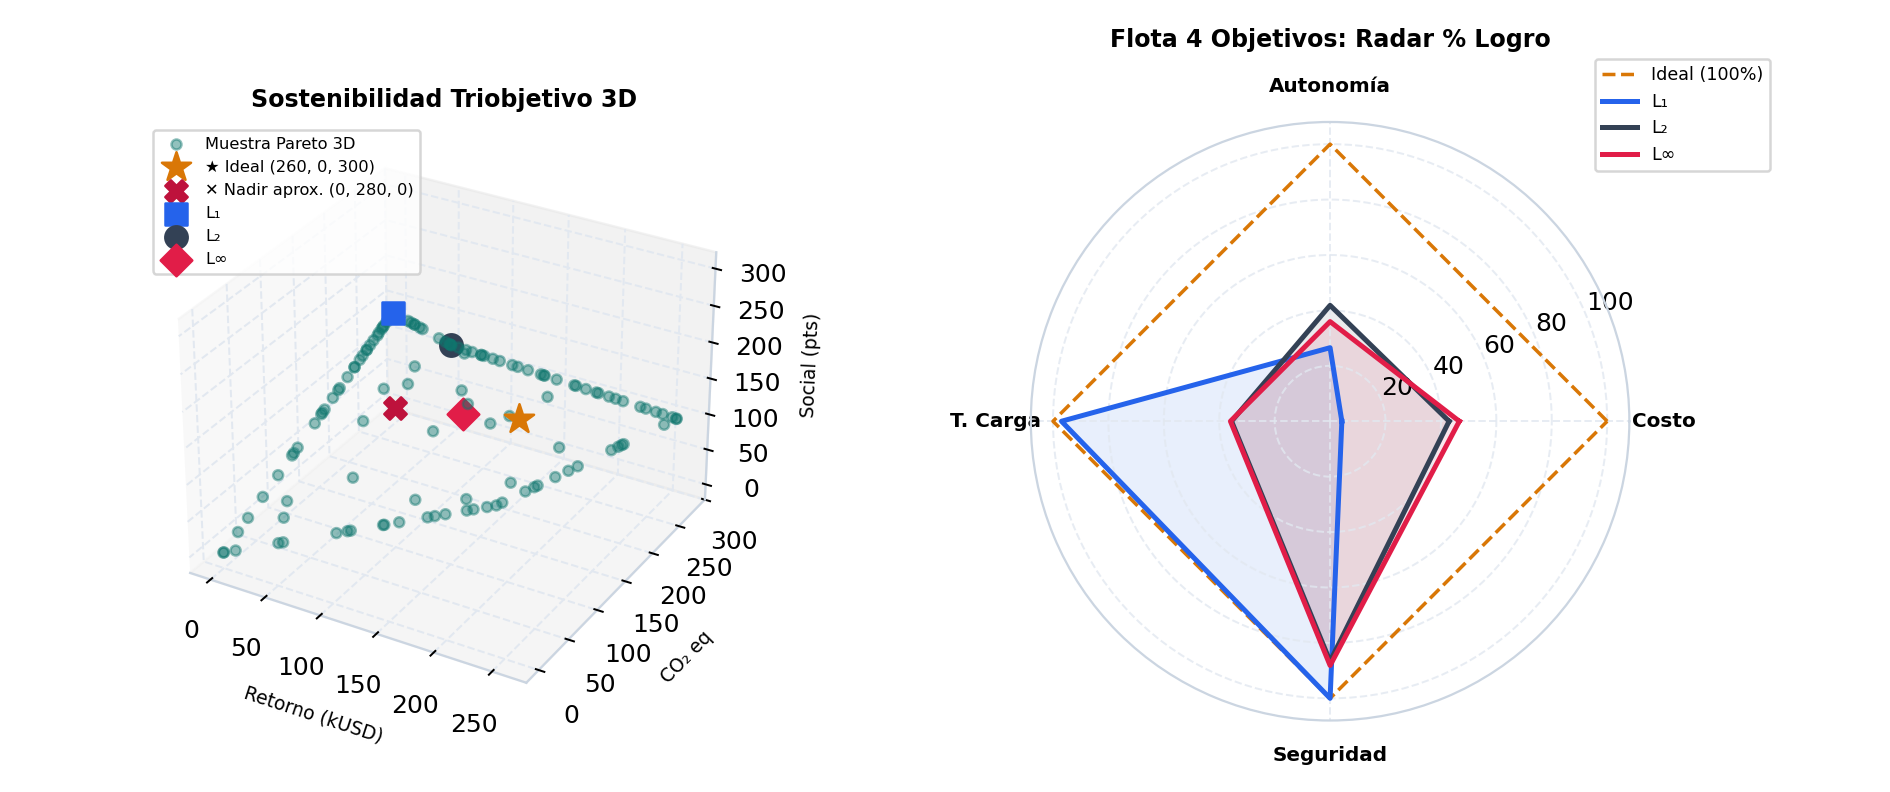 Sostenibilidad Triobjetivo 3D
Muestra Pareto 3D
★ Ideal (260, 0, 300)
✕ Nadir aprox. (0, 280, 0)
L₁
L₂
L∞
300
250
200
150
100
50
0
Social (pts)
0
50
100
150
200
250
Retorno (kUSD)
0
50
100
150
200
250
300
CO₂ eq
Flota 4 Objetivos: Radar % Logro
Ideal (100%)
L₁
L₂
L∞
Autonomía
T. Carga
Costo
Seguridad
20
40
60
80
100